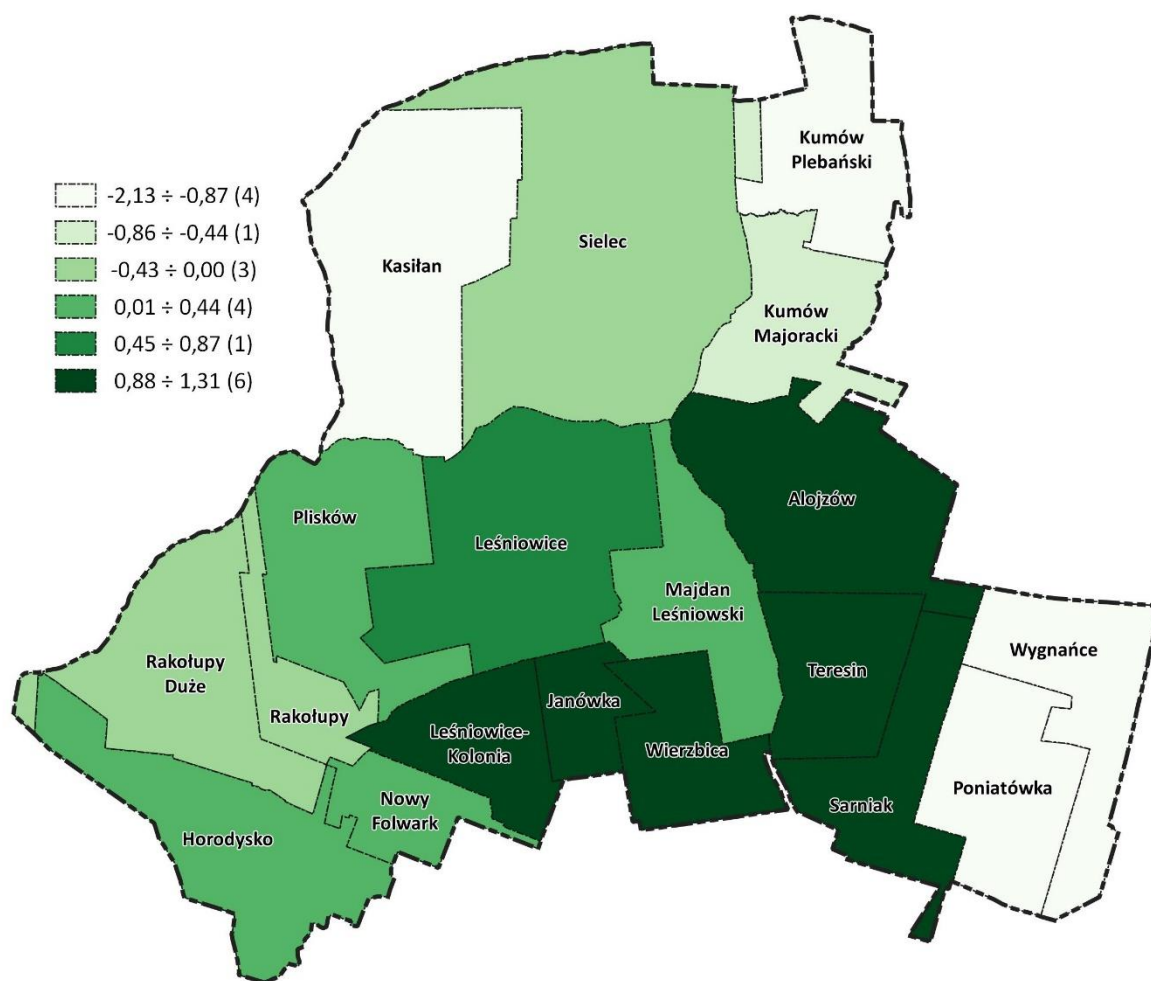 -2,13 ÷ -0,87 (4)
-0,86 ÷ -0,44 (1)
-0,43 ÷ 0,00 (3)
0,01 ÷ 0,44 (4)
0,45 ÷ 0,87 (1)
0,88 ÷ 1,31 (6)
Kumów
Plebański
Sielec
Kasiłan
Kumów
Majoracki
Alojzów
Plisków
Leśniowice
Majdan
Leśniowski
Wygnańce
Rakołupy
Duże
Teresin
Janówka
Rakołupy
Leśniowice-
Kolonia
Wierzbica
Poniatówka
Sarniak
Nowy
Folwark
Horodysko